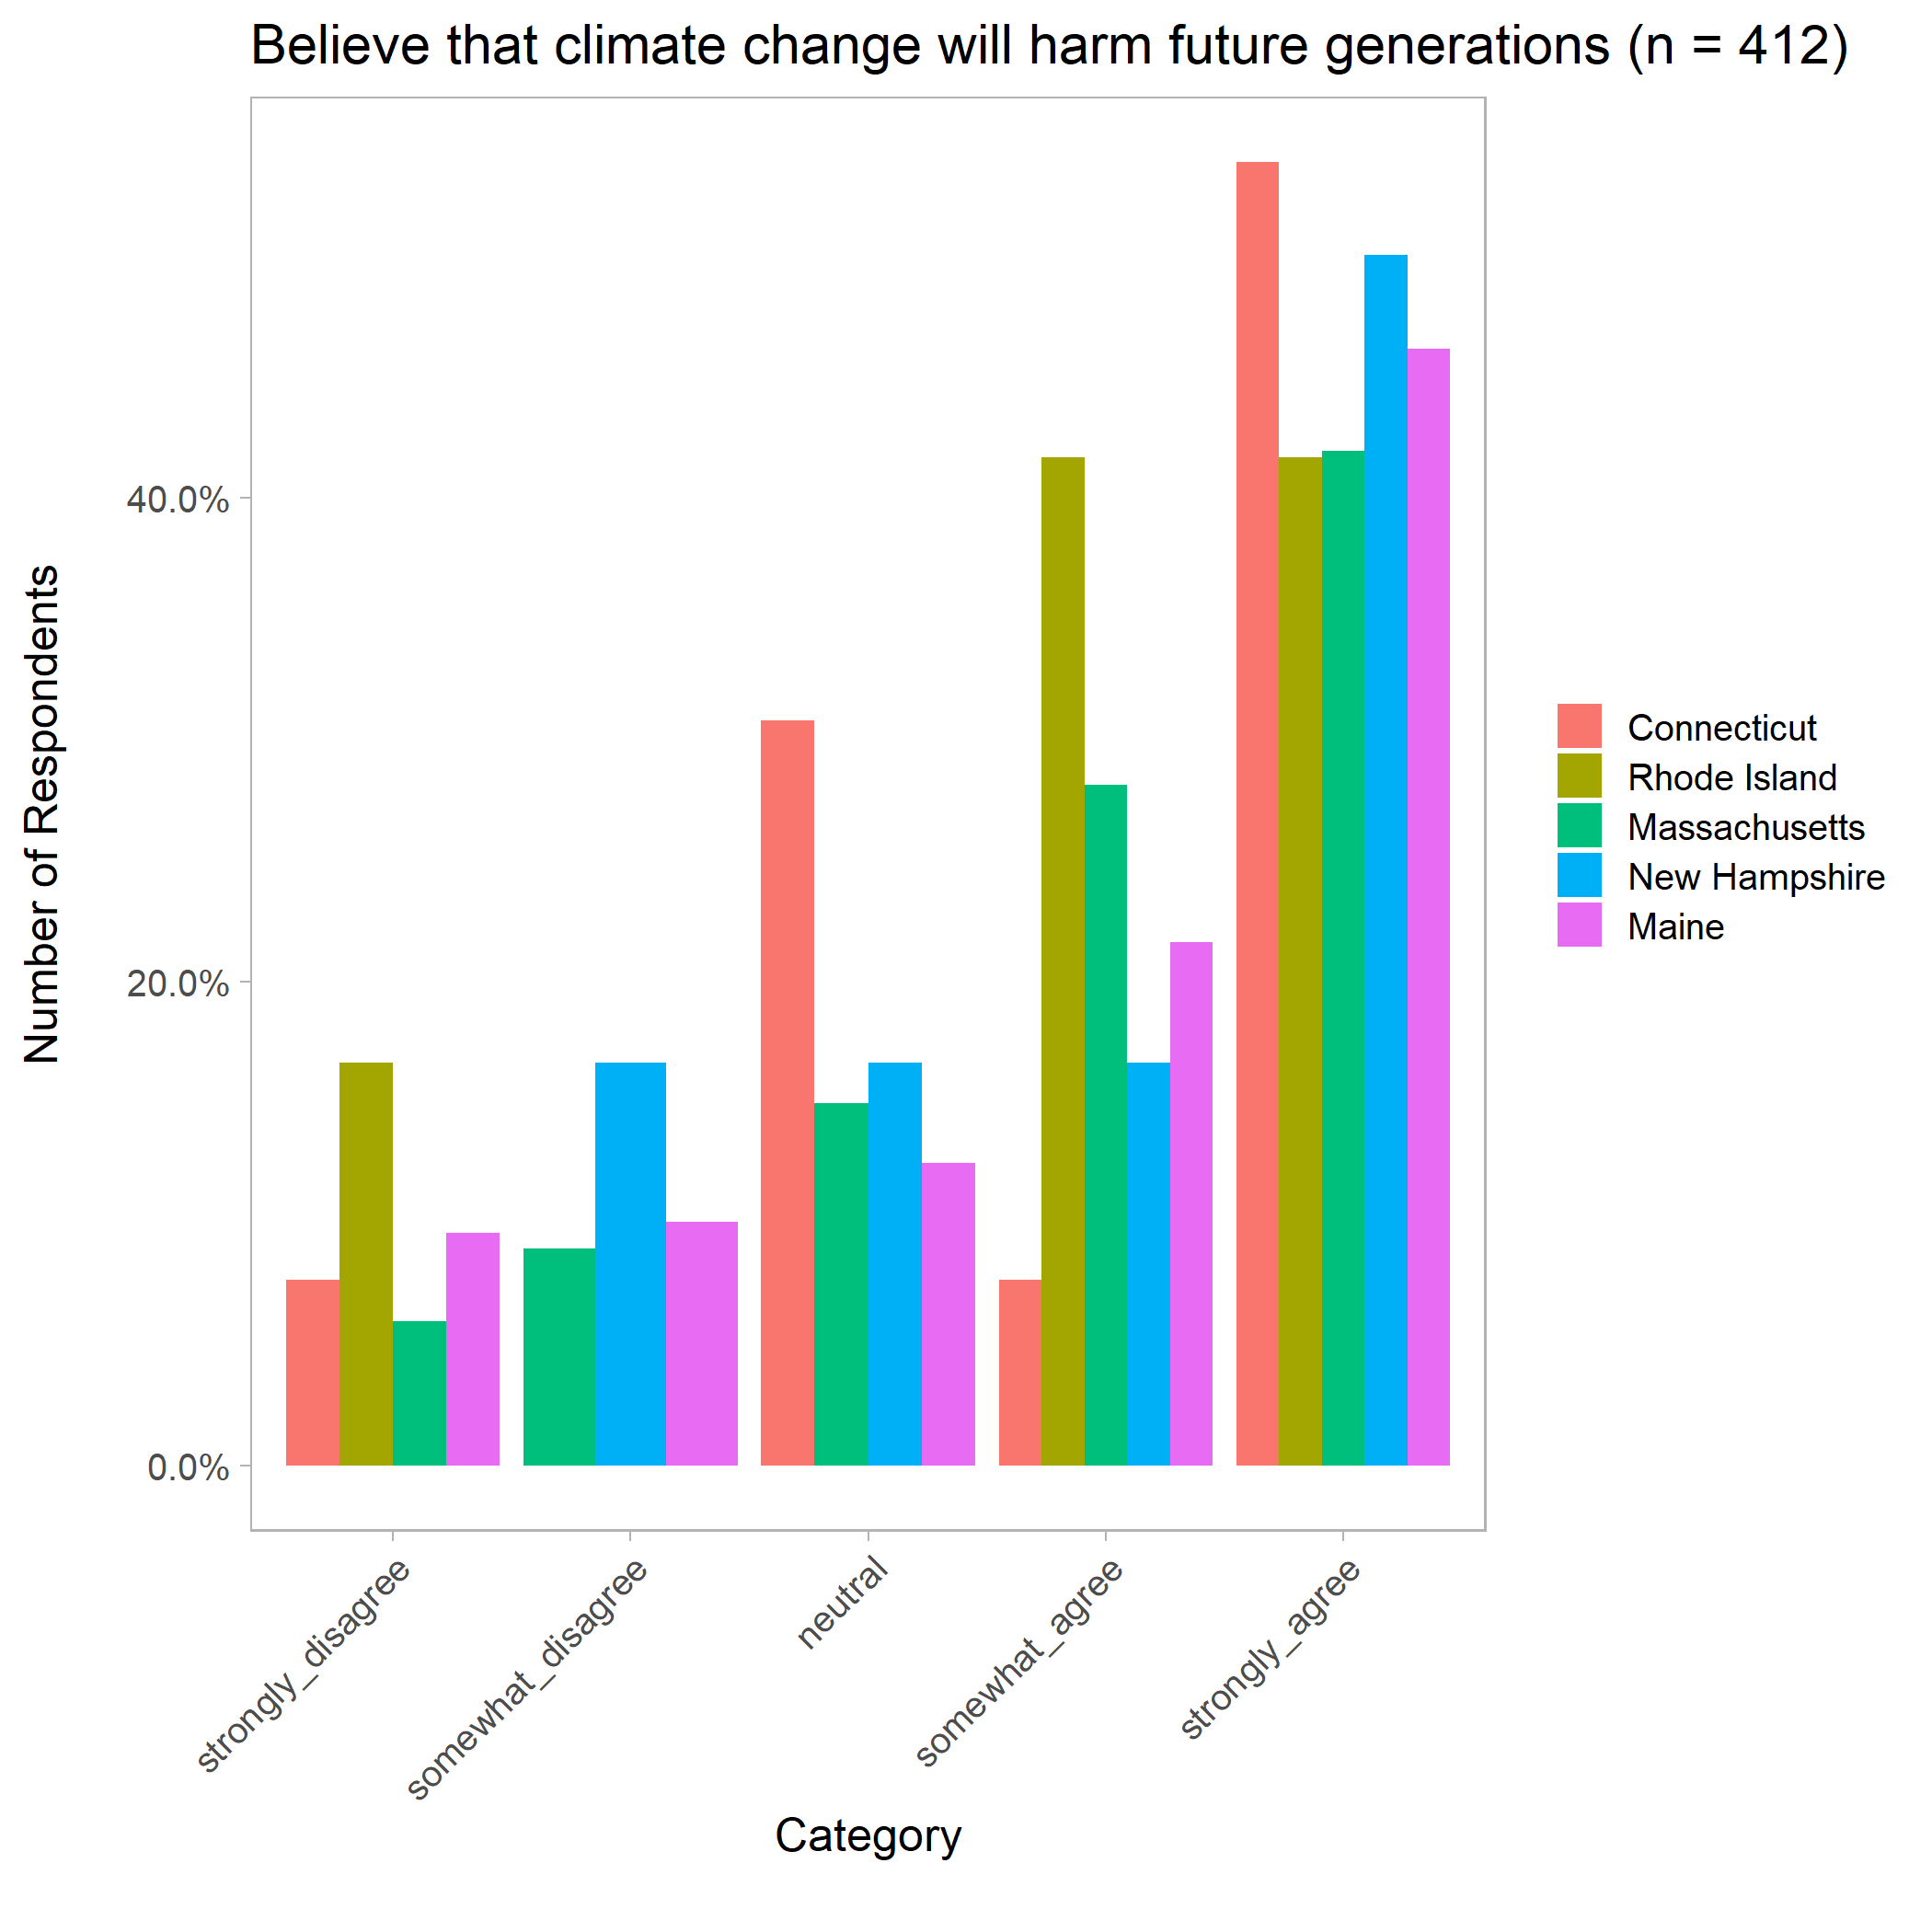 Believe that climate change will harm future generations (n = 412)
Number of Respondents
40.0%
20.0%
0.0%
strongly_disagree
somewhat_disagree
neutral
somewhat_agree
strongly_agree
Category
Connecticut
Rhode Island
Massachusetts
New Hampshire
Maine